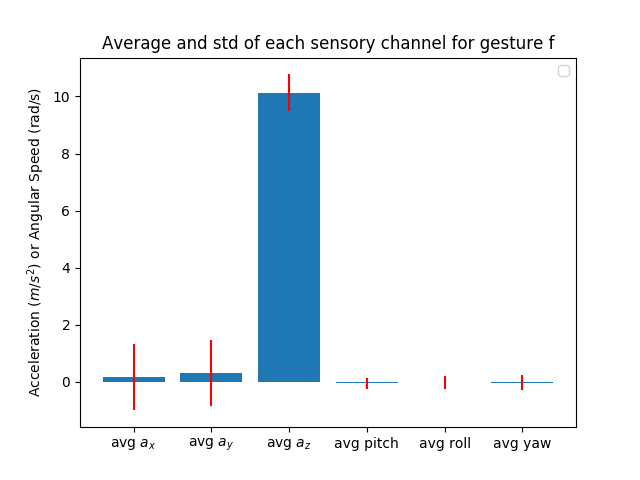 Average and std of each sensory channel for gesture f
Acceleration (m/s²) or Angular Speed (rad/s)
10
8
6
4
2
0
avg aₓ avg a_y avg a_z avg pitch avg roll avg yaw